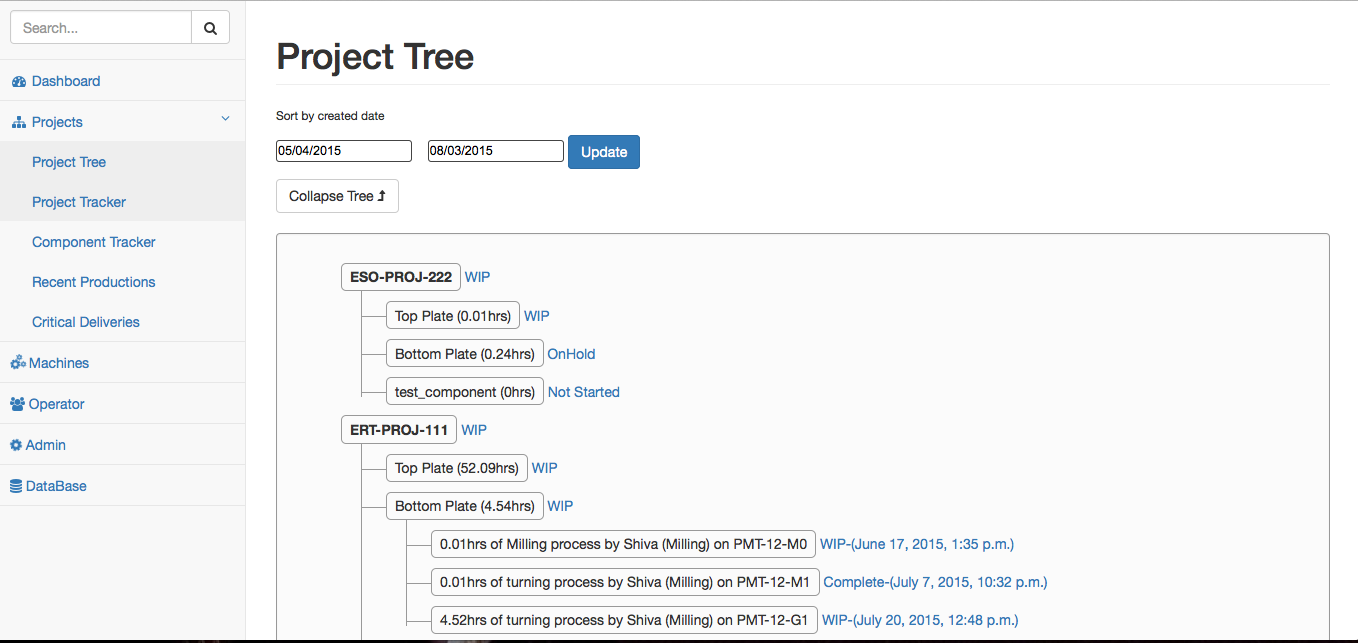 Search...
Dashboard
Projects
Project Tree
Project Tracker
Component Tracker
Recent Productions
Critical Deliveries
Machines
Operator
Admin
DataBase
Project Tree
Sort by created date
05/04/2015 08/03/2015 Update
Collapse Tree
ESO-PROJ-222 WIP
Top Plate (0.01hrs) WIP
Bottom Plate (0.24hrs) OnHold
test_component (0hrs) Not Started
ERT-PROJ-111 WIP
Top Plate (52.09hrs) WIP
Bottom Plate (4.54hrs) WIP
0.01hrs of Milling process by Shiva (Milling) on PMT-12-M0 WIP-(June 17, 2015, 1:35 p.m.)
0.01hrs of turning process by Shiva (Milling) on PMT-12-M1 Complete-(July 7, 2015, 10:32 p.m.)
4.52hrs of turning process by Shiva (Milling) on PMT-12-G1 WIP-(July 20, 2015, 12:48 p.m.)